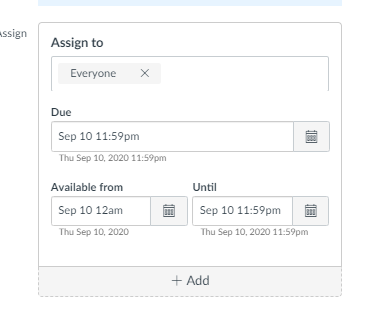 Assign
Assign to
Everyone ×
Due
Sep 10 11:59pm
Thu Sep 10, 2020 11:59pm
Available from Until
Sep 10 12am Sep 10 11:59pm
Thu Sep 10, 2020 Thu Sep 10, 2020 11:59pm
+ Add